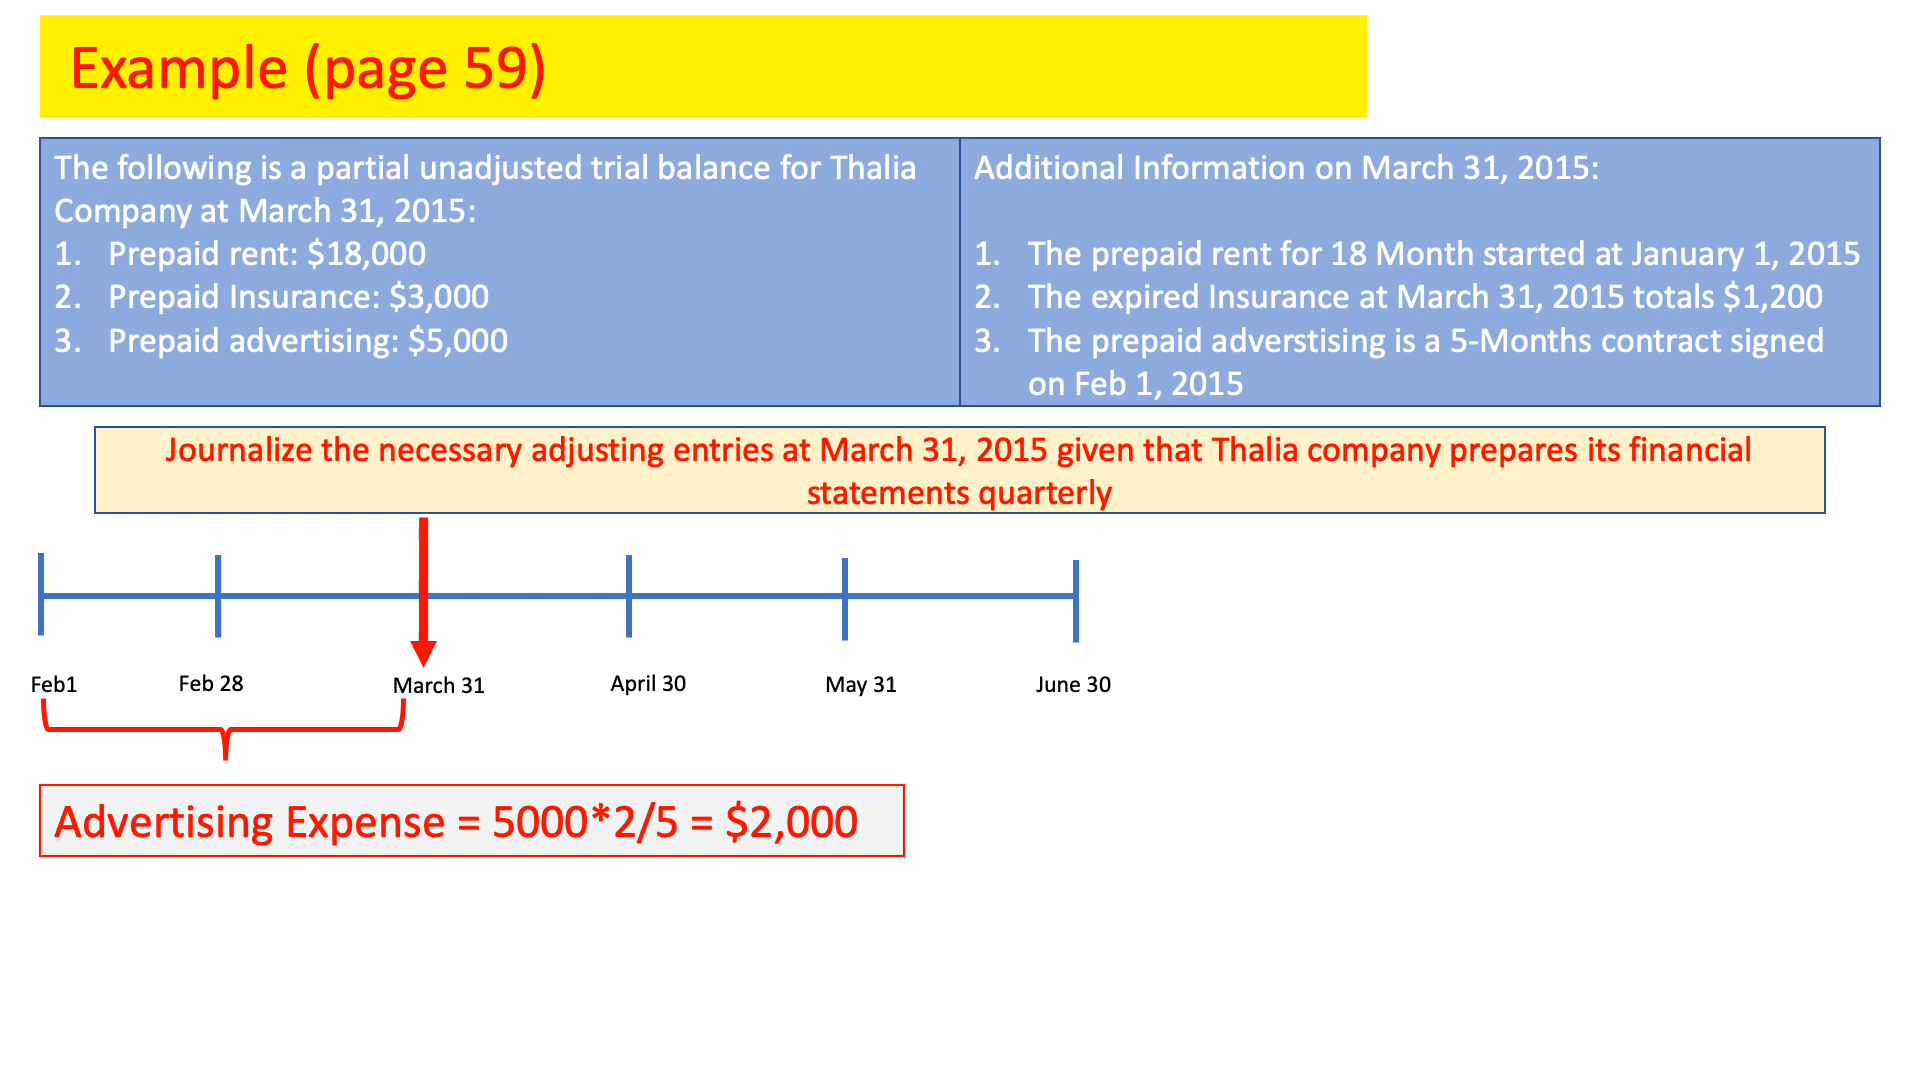 Example (page 59)
The following is a partial unadjusted trial balance for Thalia
Company at March 31, 2015:
1. Prepaid rent: $18,000
2. Prepaid Insurance: $3,000
3. Prepaid advertising: $5,000
Additional Information on March 31, 2015:
1. The prepaid rent for 18 Month started at January 1, 2015
2. The expired Insurance at March 31, 2015 totals $1,200
3. The prepaid adverstising is a 5-Months contract signed
on Feb 1, 2015
Journalize the necessary adjusting entries at March 31, 2015 given that Thalia company prepares its financial
statements quarterly
Feb1
Feb 28
March 31
April 30
May 31
June 30
Advertising Expense = 5000*2/5 = $2,000